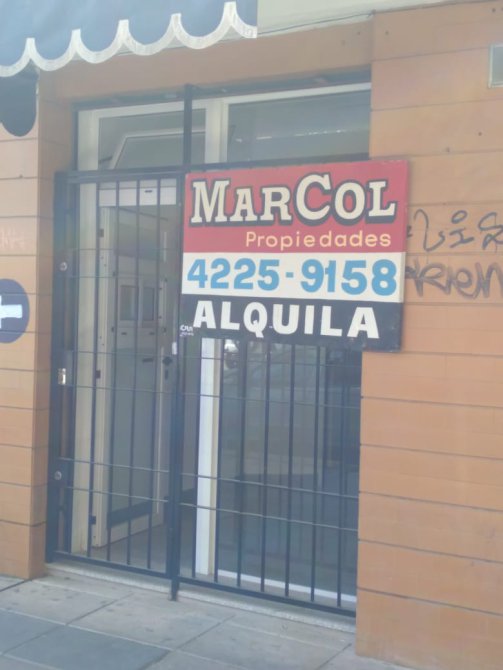 MARCOL
Propiedades
4225-9158
ALQUILA